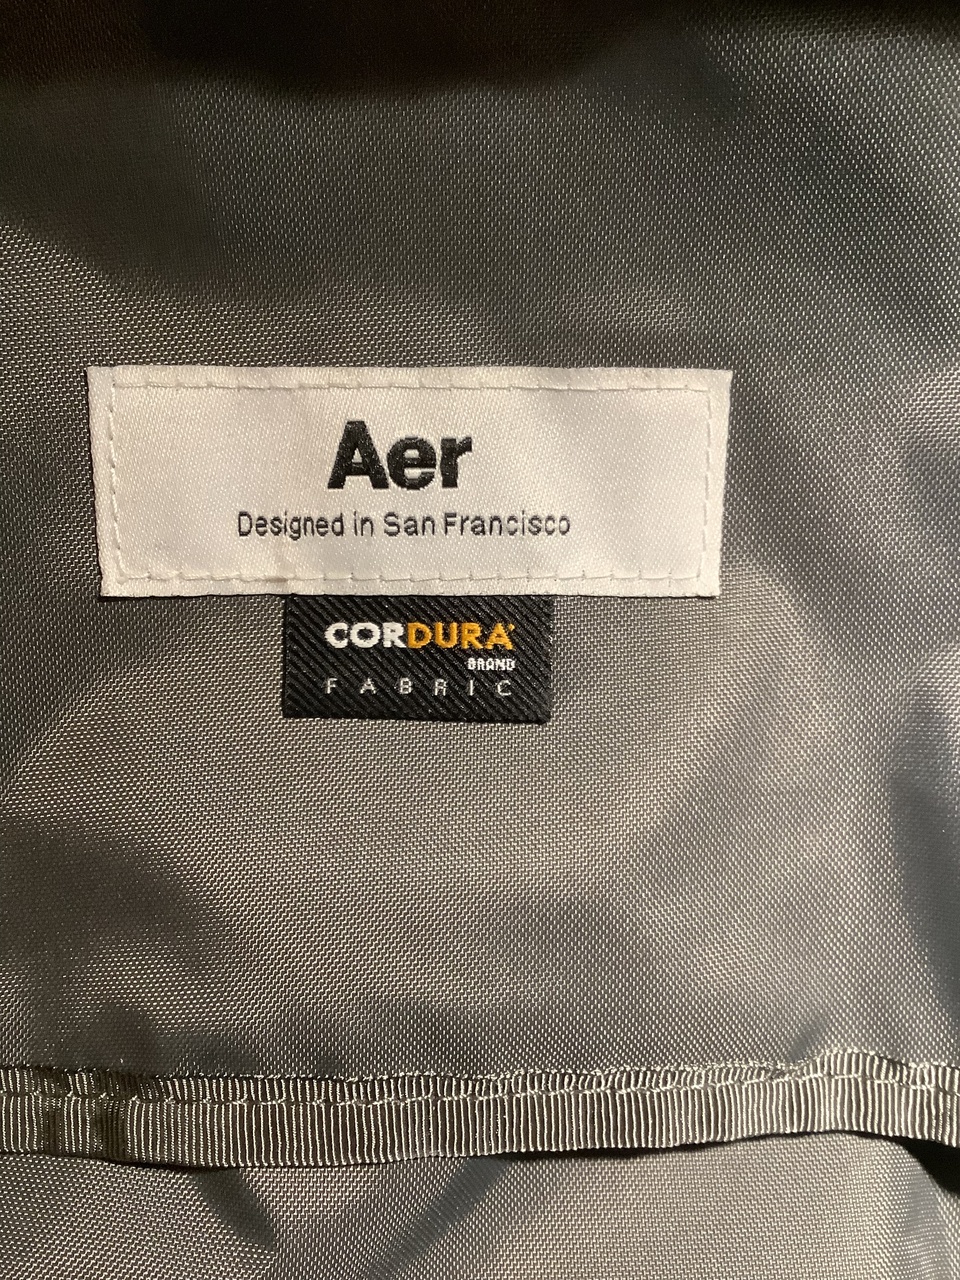 Aer
Designed in San Francisco
CORDURA
BRAND
FABRIC